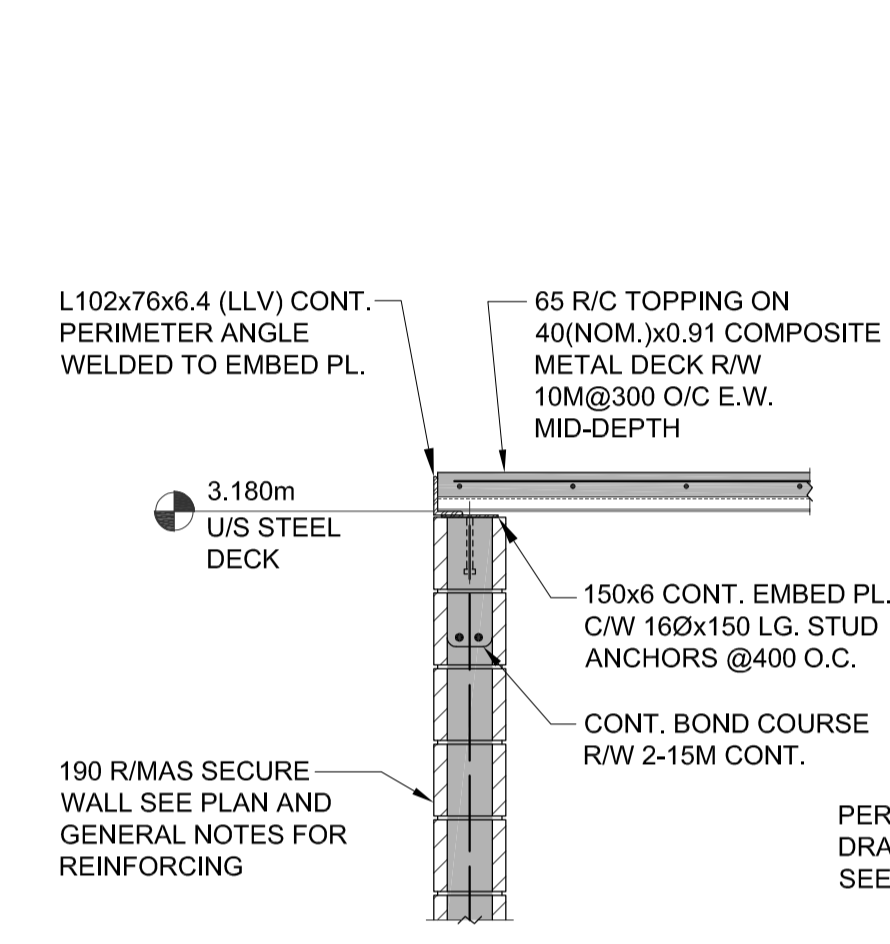 L102x76x6.4 (LLV) CONT.
PERIMETER ANGLE
WELDED TO EMBED PL.
65 R/C TOPPING ON
40(NOM.)x0.91 COMPOSITE
METAL DECK R/W
10M@300 O/C E.W.
MID-DEPTH
3.180m
U/S STEEL
DECK
150x6 CONT. EMBED PL.
C/W 16Øx150 LG. STUD
ANCHORS @400 O.C.
CONT. BOND COURSE
R/W 2-15M CONT.
190 R/MAS SECURE
WALL SEE PLAN AND
GENERAL NOTES FOR
REINFORCING
PER
DRA
SEE